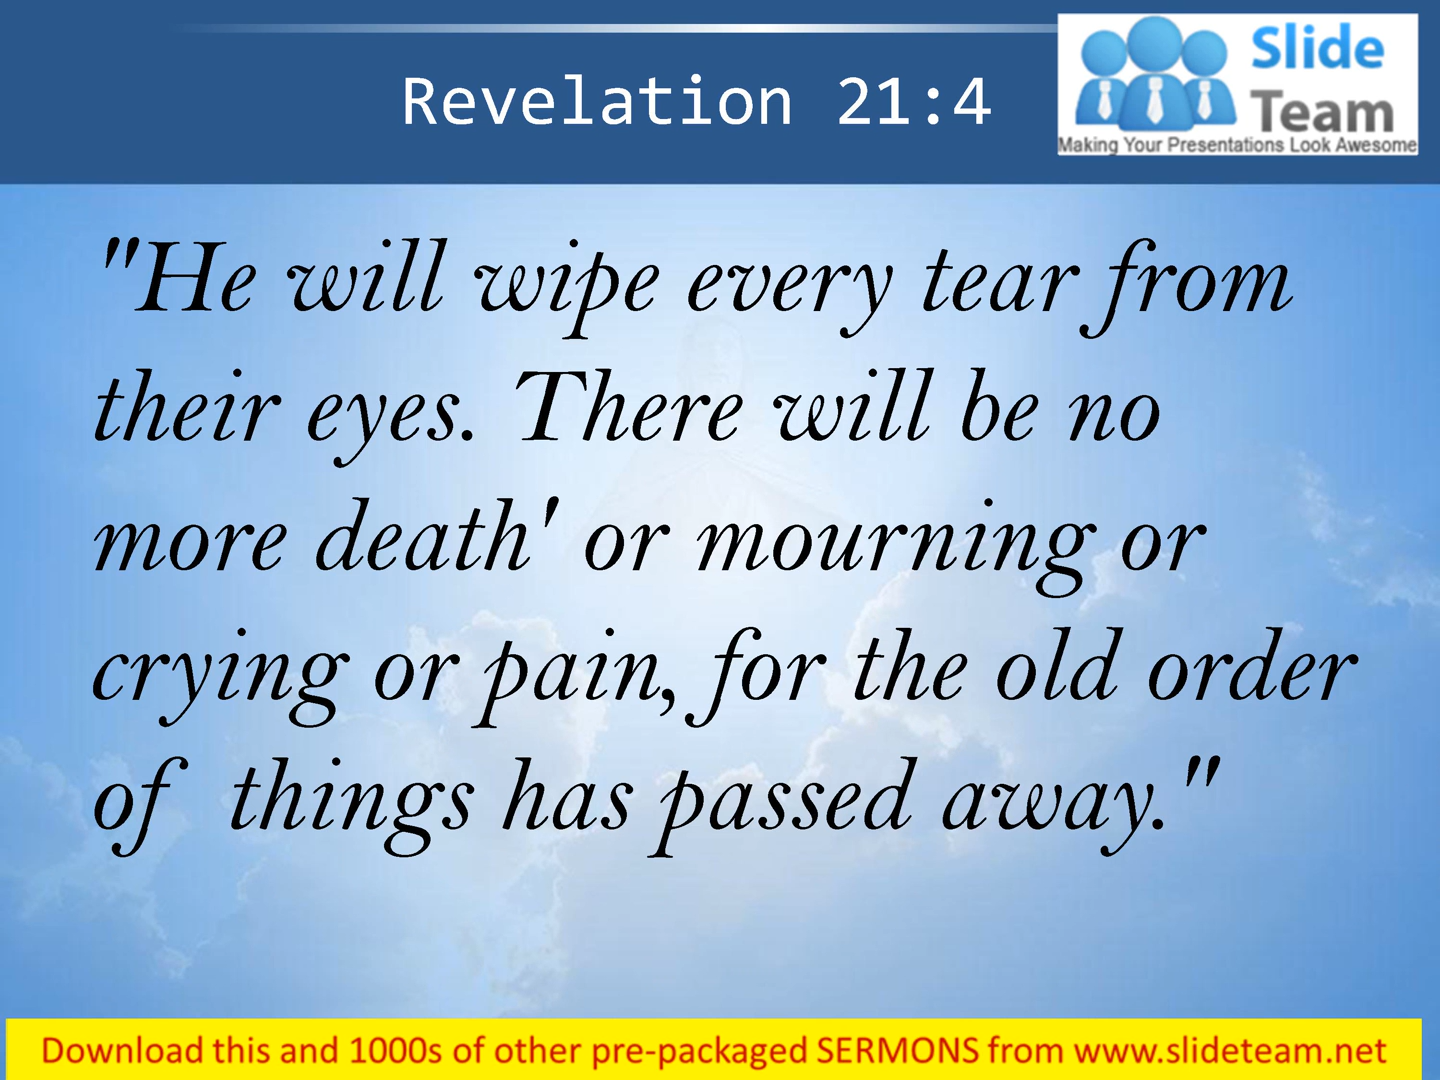 Revelation 21:4
Slide
Team
Making Your Presentations Look Awesome
"He will wipe every tear from
their eyes. There will be no
more death' or mourning or
crying or pain, for the old order
of  things has passed away."
Download this and 1000s of other pre-packaged SERMONS from www.slideteam.net